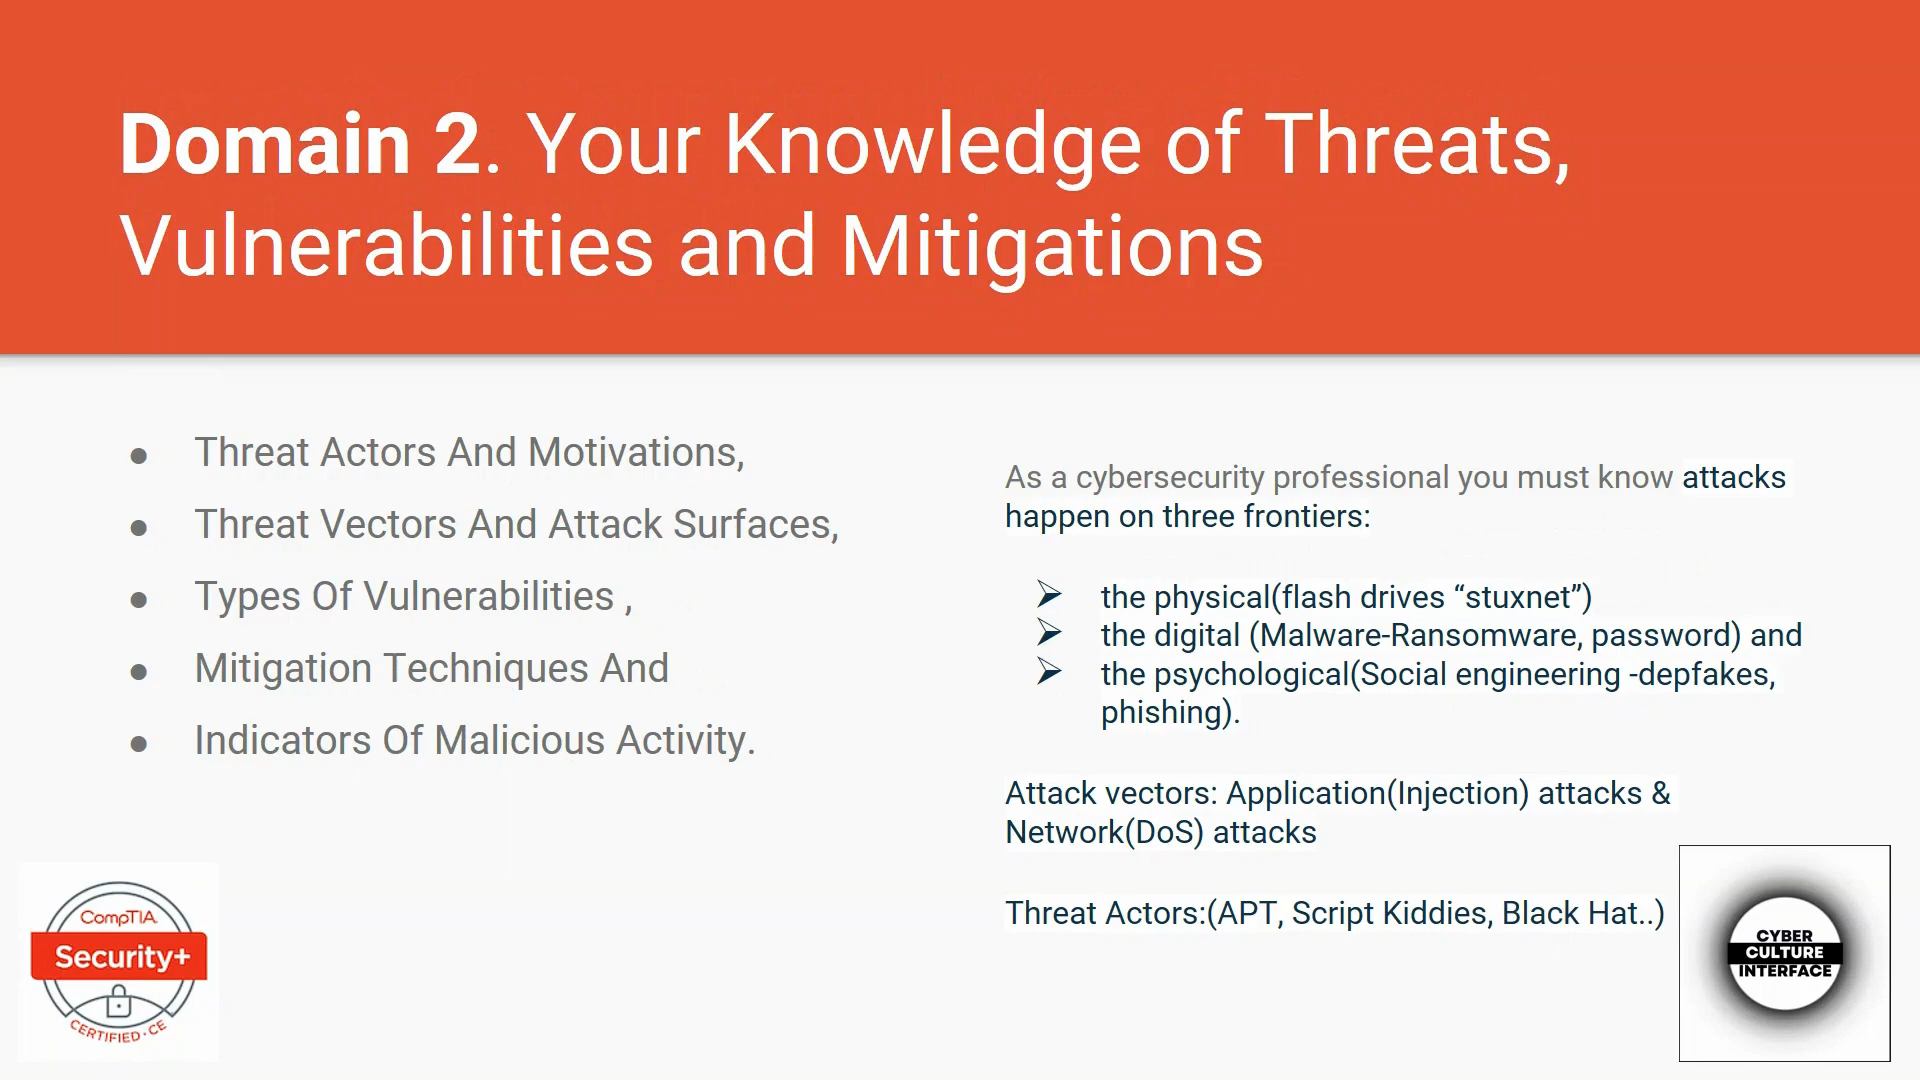 Domain 2. Your Knowledge of Threats,
Vulnerabilities and Mitigations
● Threat Actors And Motivations,
● Threat Vectors And Attack Surfaces,
● Types Of Vulnerabilities ,
● Mitigation Techniques And
● Indicators Of Malicious Activity.
As a cybersecurity professional you must know attacks
happen on three frontiers:
➢ the physical(flash drives “stuxnet”)
➢ the digital (Malware-Ransomware, password) and
➢ the psychological(Social engineering -depfakes,
phishing).
Attack vectors: Application(Injection) attacks &
Network(DoS) attacks
Threat Actors:(APT, Script Kiddies, Black Hat..)
CompTIA.
Security+
CERTIFIED·CE
CYBER
CULTURE
INTERFACE